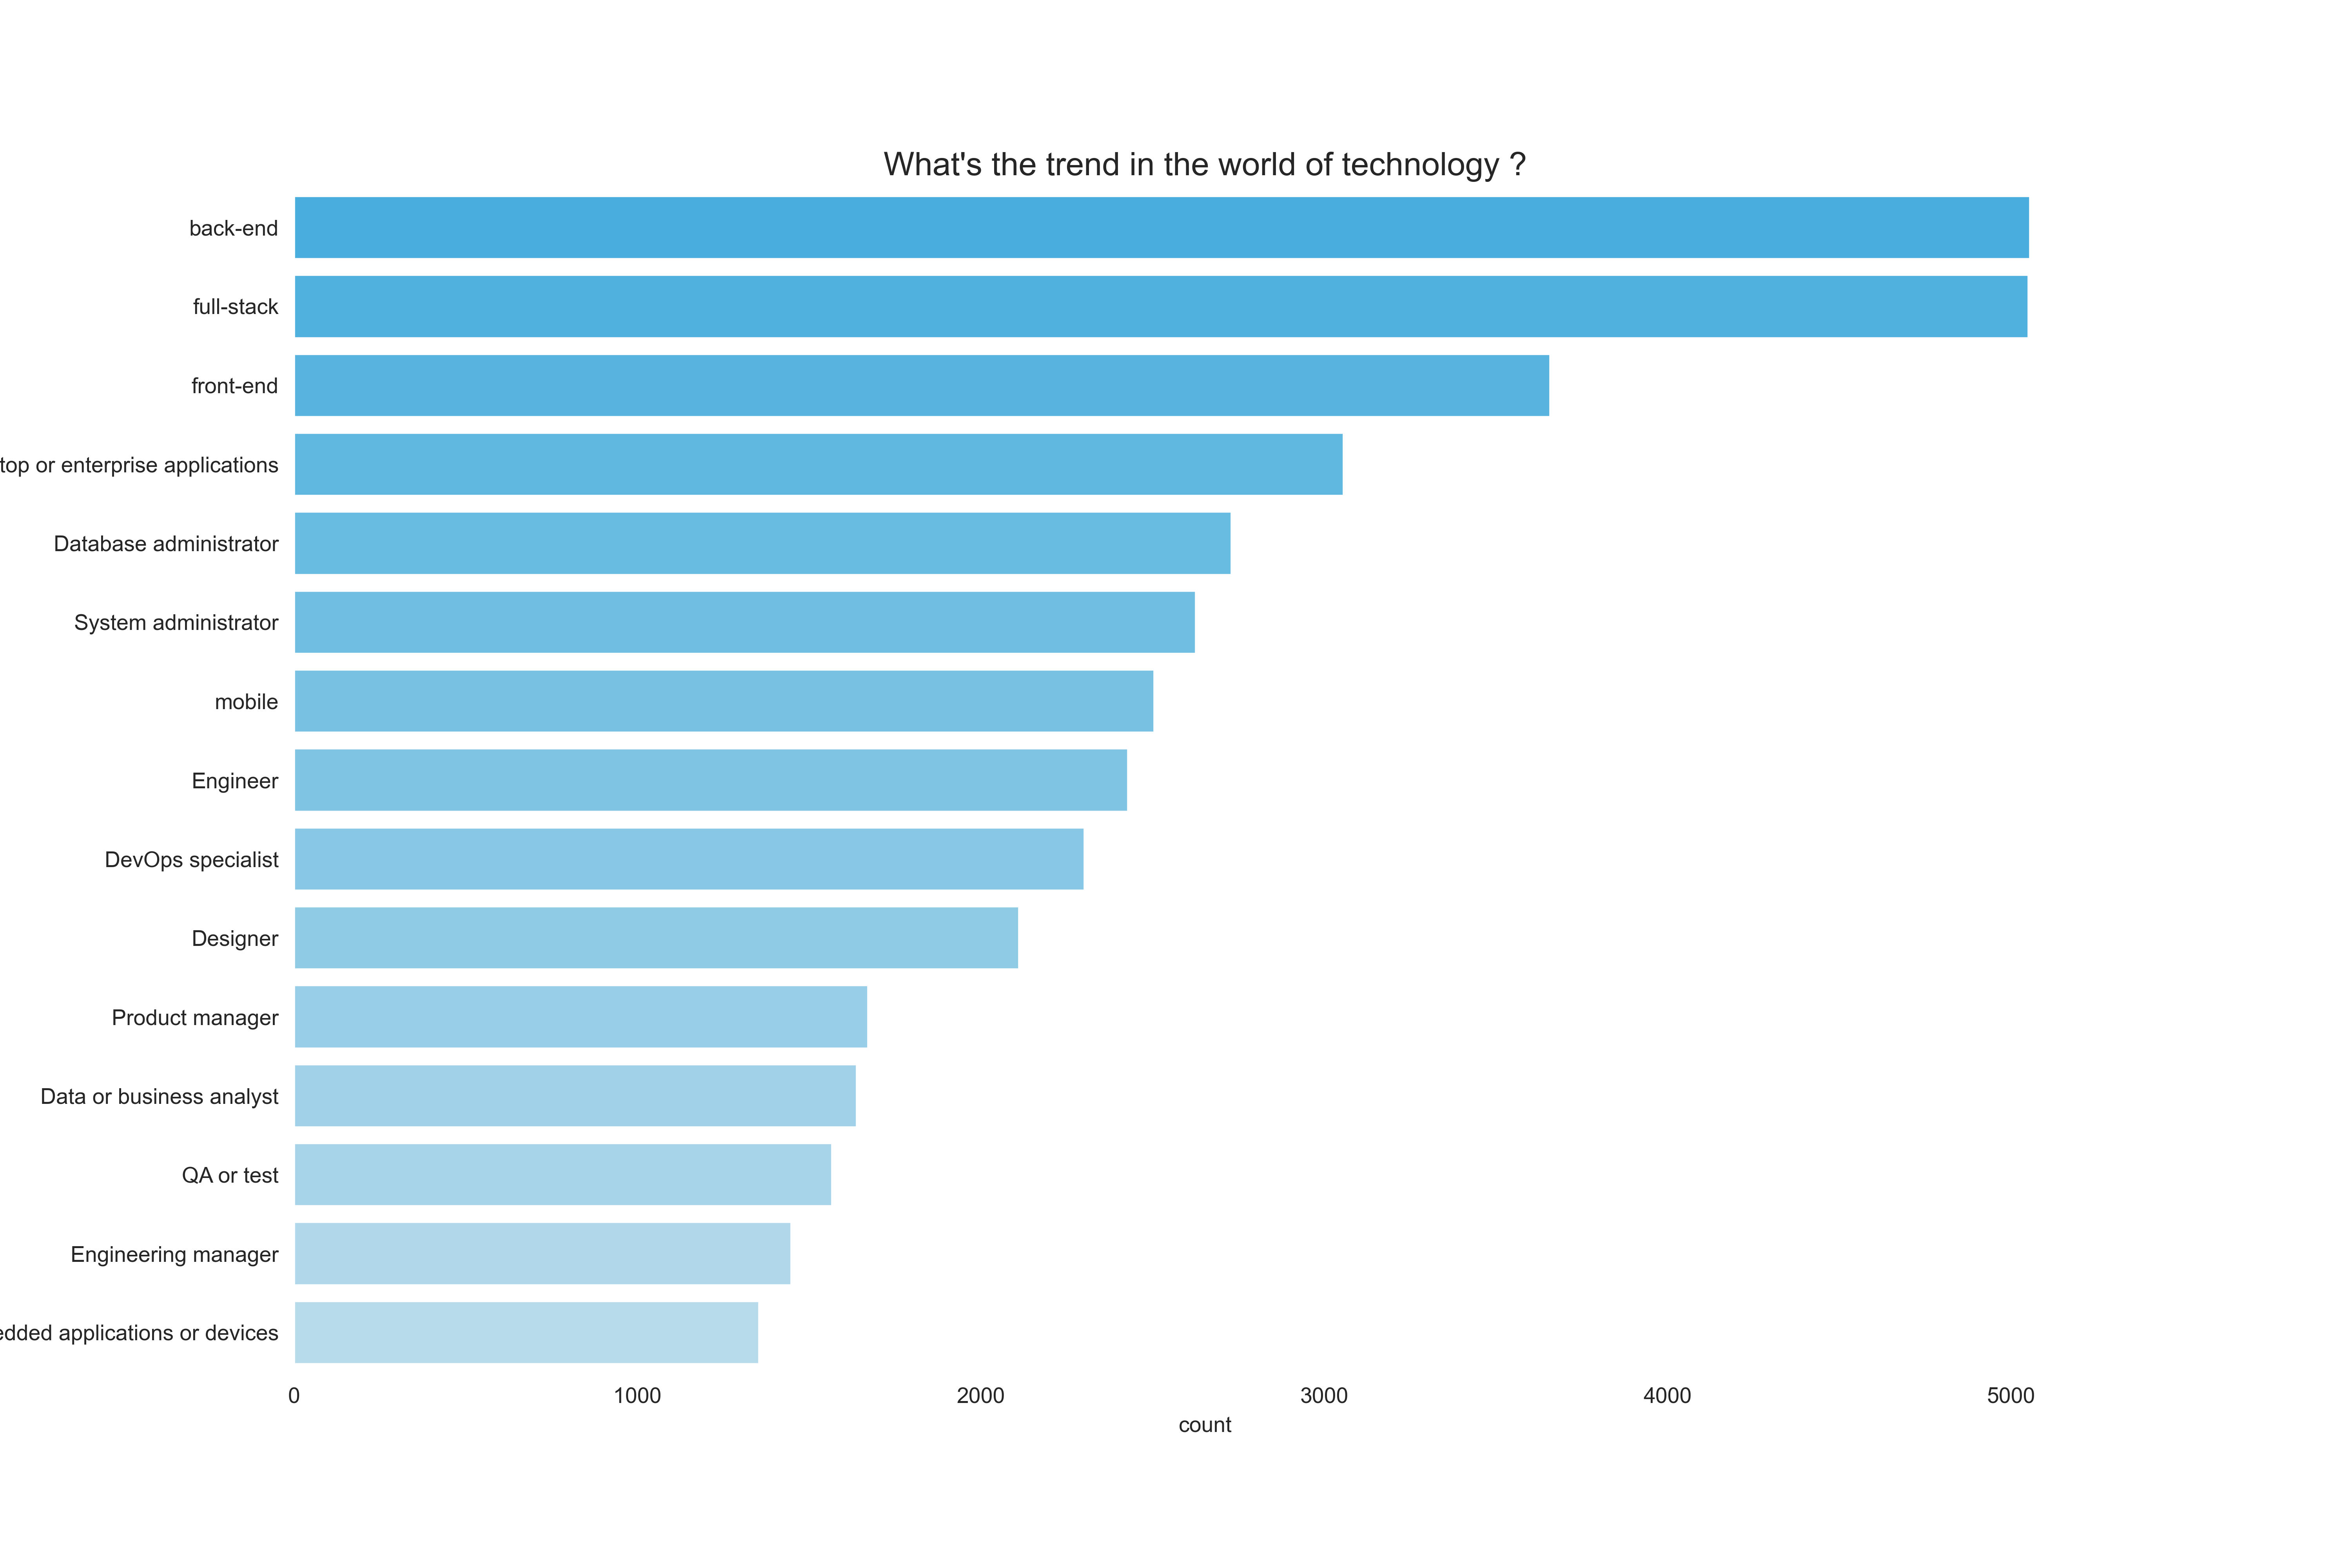 What's the trend in the world of technology ?
back-end
full-stack
front-end
top or enterprise applications
Database administrator
System administrator
mobile
Engineer
DevOps specialist
Designer
Product manager
Data or business analyst
QA or test
Engineering manager
edded applications or devices
0 1000 2000 3000 4000 5000
count